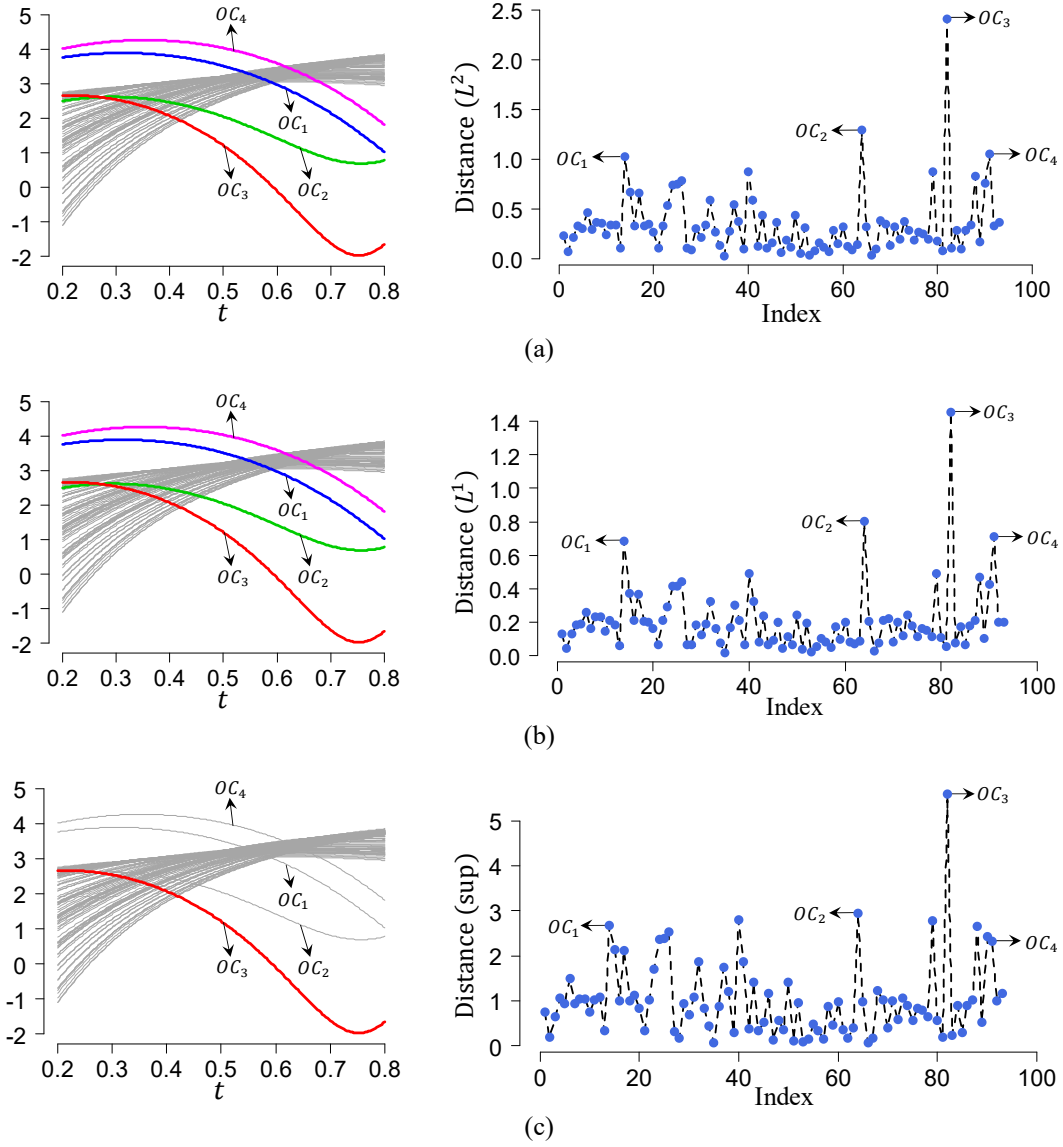 5
4
3
2
1
0
-1
-2
OC₄
OC₁
OC₃
OC₂
0.2 0.3 0.4 0.5 0.6 0.7 0.8
t
Distance (L²)
2.5
2.0
1.5
1.0
0.5
0.0
OC₃
OC₂
OC₁
OC₄
0 20 40 60 80 100
Index
(a)
5
4
3
2
1
0
-1
-2
OC₄
OC₁
OC₃
OC₂
0.2 0.3 0.4 0.5 0.6 0.7 0.8
t
Distance (L¹)
1.4
1.2
1.0
0.8
0.6
0.4
0.2
0.0
OC₃
OC₂
OC₁
OC₄
0 20 40 60 80 100
Index
(b)
5
4
3
2
1
0
-1
-2
OC₄
OC₁
OC₃
OC₂
0.2 0.3 0.4 0.5 0.6 0.7 0.8
t
Distance (sup)
5
4
3
2
1
0
OC₃
OC₂
OC₁
OC₄
0 20 40 60 80 100
Index
(c)